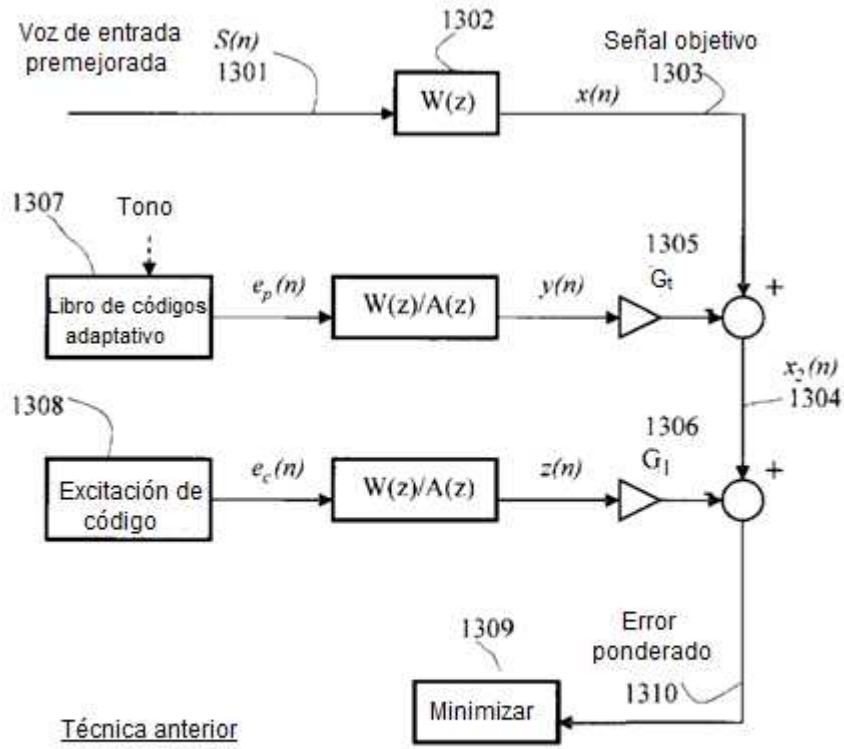 Voz de entrada
premejorada
S(n)
1301
1302
W(z)
Señal objetivo
1303
x(n)
1307
Tono
Libro de códigos
adaptativo
e_p(n)
W(z)/A(z)
y(n)
1305
G_t
+
x_2(n)
1304
1308
Excitación de
código
e_c(n)
W(z)/A(z)
z(n)
1306
G_1
+
1309
Minimizar
Error
ponderado
1310
Técnica anterior